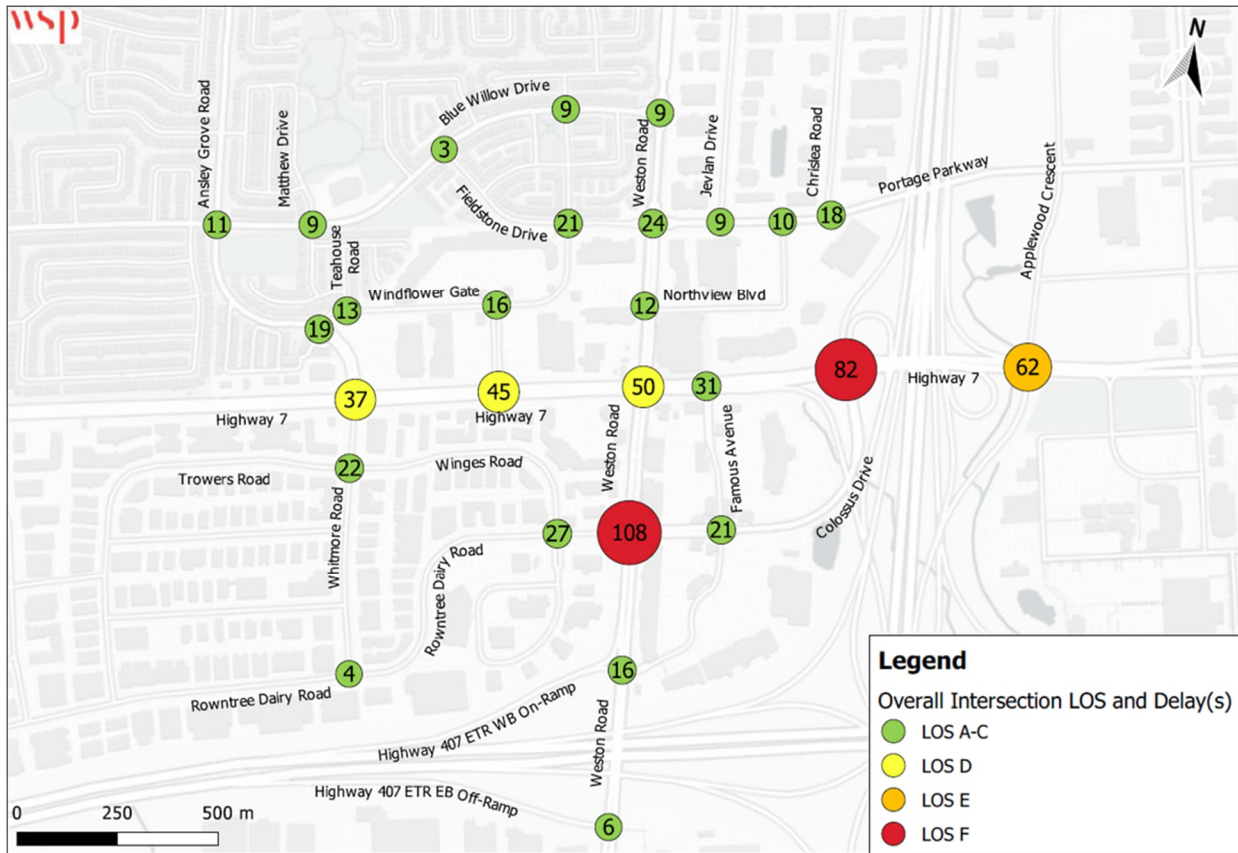 wsp
N
Ansley Grove Road
Matthew Drive
Blue Willow Drive
9
9
3
Weston Road
Jevlan Drive
Chrislea Road
Portage Parkway
Applewood Crescent
11
9
Fieldstone Drive
21
24
9
10
18
Teahouse
Road
Windflower Gate
16
13
19
12
Northview Blvd
37
45
50
31
82
62
Highway 7
Highway 7
Highway 7
Trowers Road
22
Winges Road
Weston Road
Famous Avenue
Colossus Drive
Whitmore Road
27
108
21
Rowntree Dairy Road
4
16
Rowntree Dairy Road
Highway 407 ETR WB On-Ramp
Weston Road
Highway 407 ETR EB Off-Ramp
6
0 250 500 m
Legend
Overall Intersection LOS and Delay(s)
LOS A-C
LOS D
LOS E
LOS F